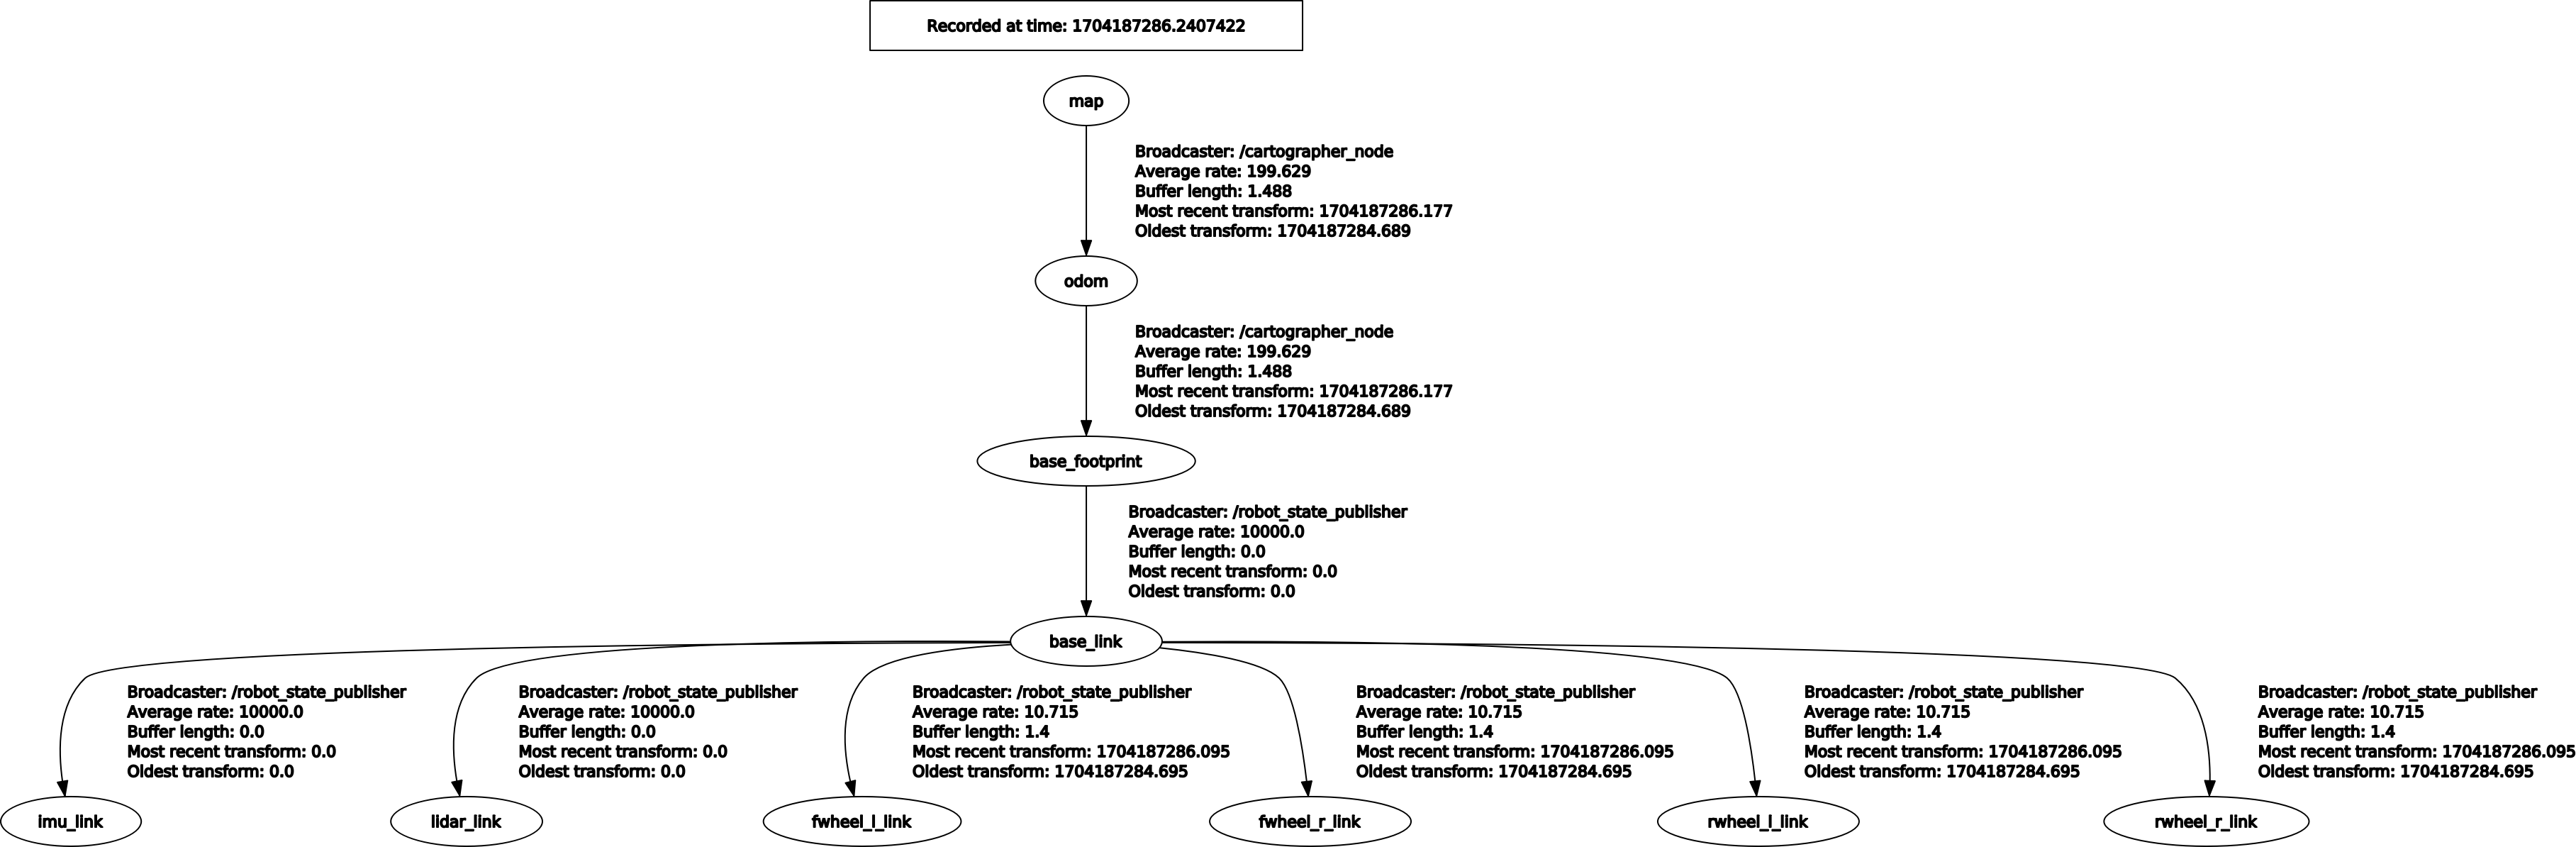 Recorded at time: 1704187286.2407422
map
Broadcaster: /cartographer_node
Average rate: 199.629
Buffer length: 1.488
Most recent transform: 1704187286.177
Oldest transform: 1704187284.689
odom
Broadcaster: /cartographer_node
Average rate: 199.629
Buffer length: 1.488
Most recent transform: 1704187286.177
Oldest transform: 1704187284.689
base_footprint
Broadcaster: /robot_state_publisher
Average rate: 10000.0
Buffer length: 0.0
Most recent transform: 0.0
Oldest transform: 0.0
base_link
Broadcaster: /robot_state_publisher
Average rate: 10000.0
Buffer length: 0.0
Most recent transform: 0.0
Oldest transform: 0.0
Broadcaster: /robot_state_publisher
Average rate: 10000.0
Buffer length: 0.0
Most recent transform: 0.0
Oldest transform: 0.0
Broadcaster: /robot_state_publisher
Average rate: 10.715
Buffer length: 1.4
Most recent transform: 1704187286.095
Oldest transform: 1704187284.695
Broadcaster: /robot_state_publisher
Average rate: 10.715
Buffer length: 1.4
Most recent transform: 1704187286.095
Oldest transform: 1704187284.695
Broadcaster: /robot_state_publisher
Average rate: 10.715
Buffer length: 1.4
Most recent transform: 1704187286.095
Oldest transform: 1704187284.695
Broadcaster: /robot_state_publisher
Average rate: 10.715
Buffer length: 1.4
Most recent transform: 1704187286.095
Oldest transform: 1704187284.695
imu_link
lidar_link
fwheel_l_link
fwheel_r_link
rwheel_l_link
rwheel_r_link